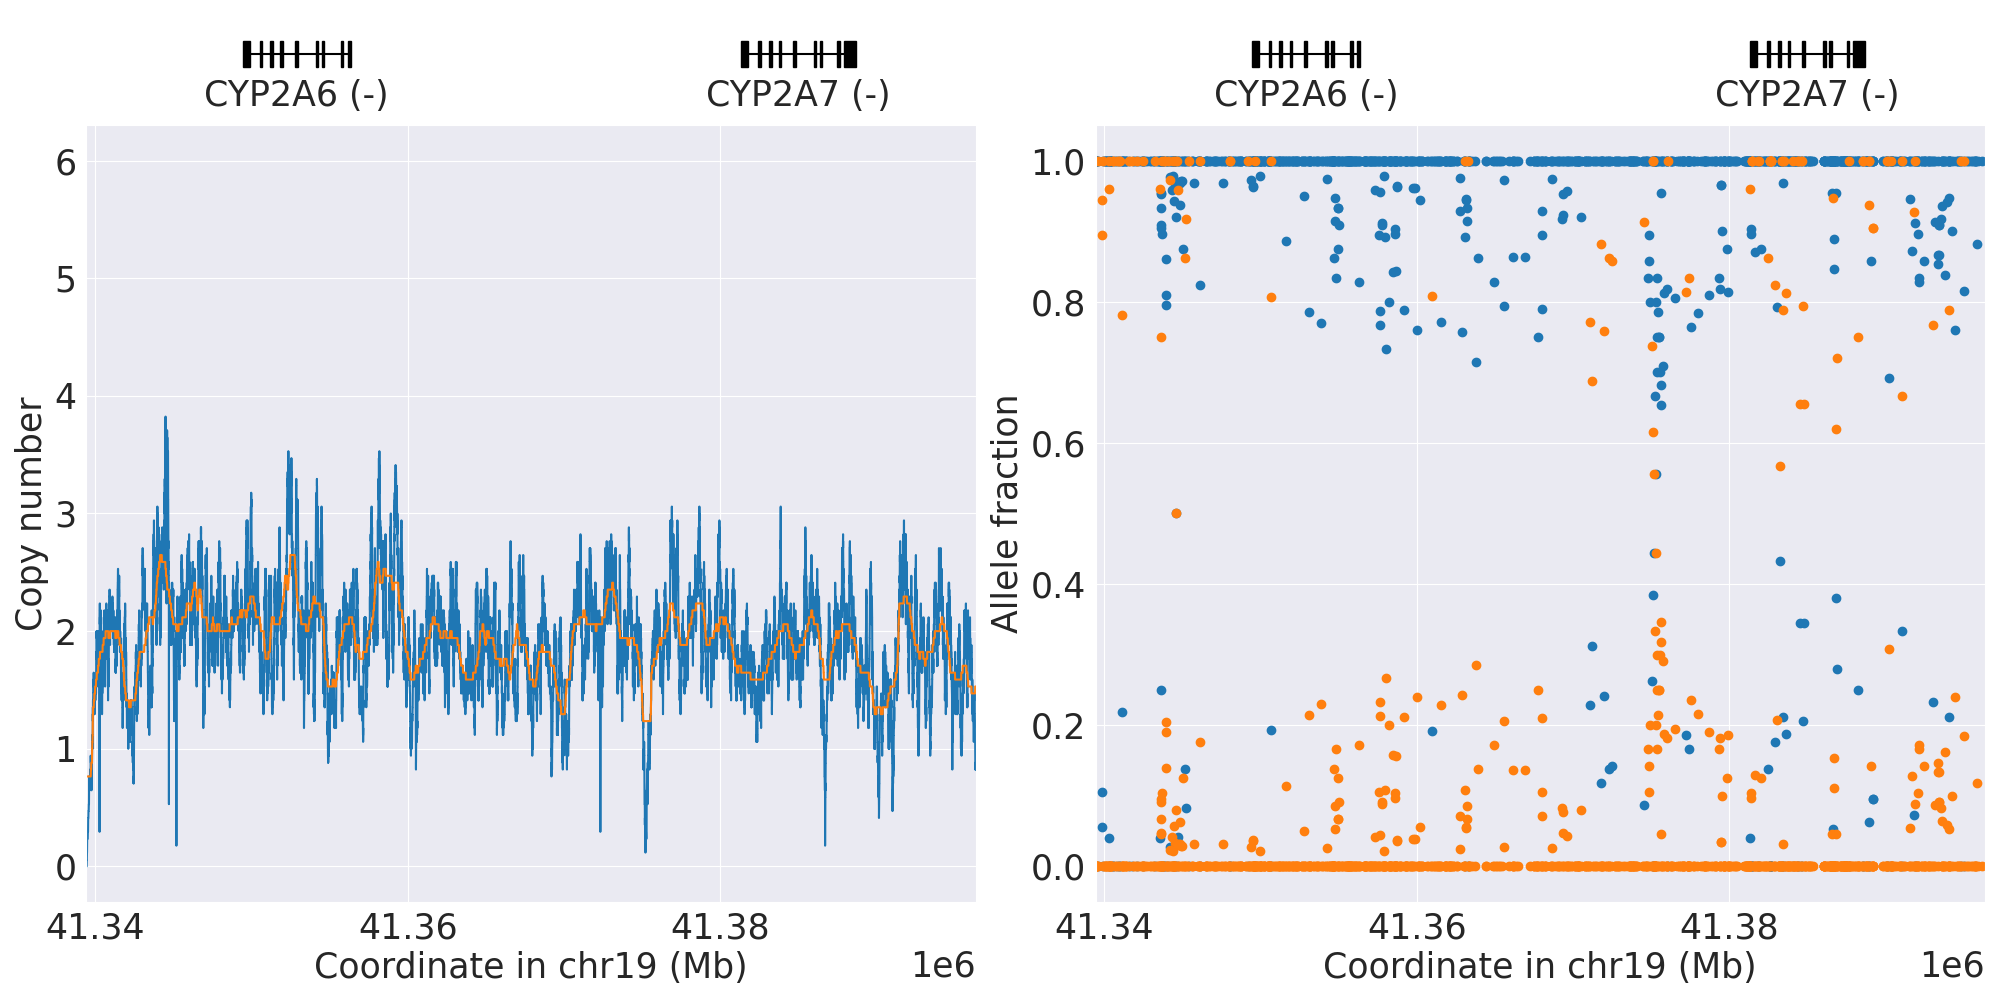 CYP2A6 (-)
CYP2A7 (-)
6
5
4
3
2
1
0
Copy number
41.34
41.36
41.38
Coordinate in chr19 (Mb)
1e6
CYP2A6 (-)
CYP2A7 (-)
1.0
0.8
0.6
0.4
0.2
0.0
Allele fraction
41.34
41.36
41.38
Coordinate in chr19 (Mb)
1e6